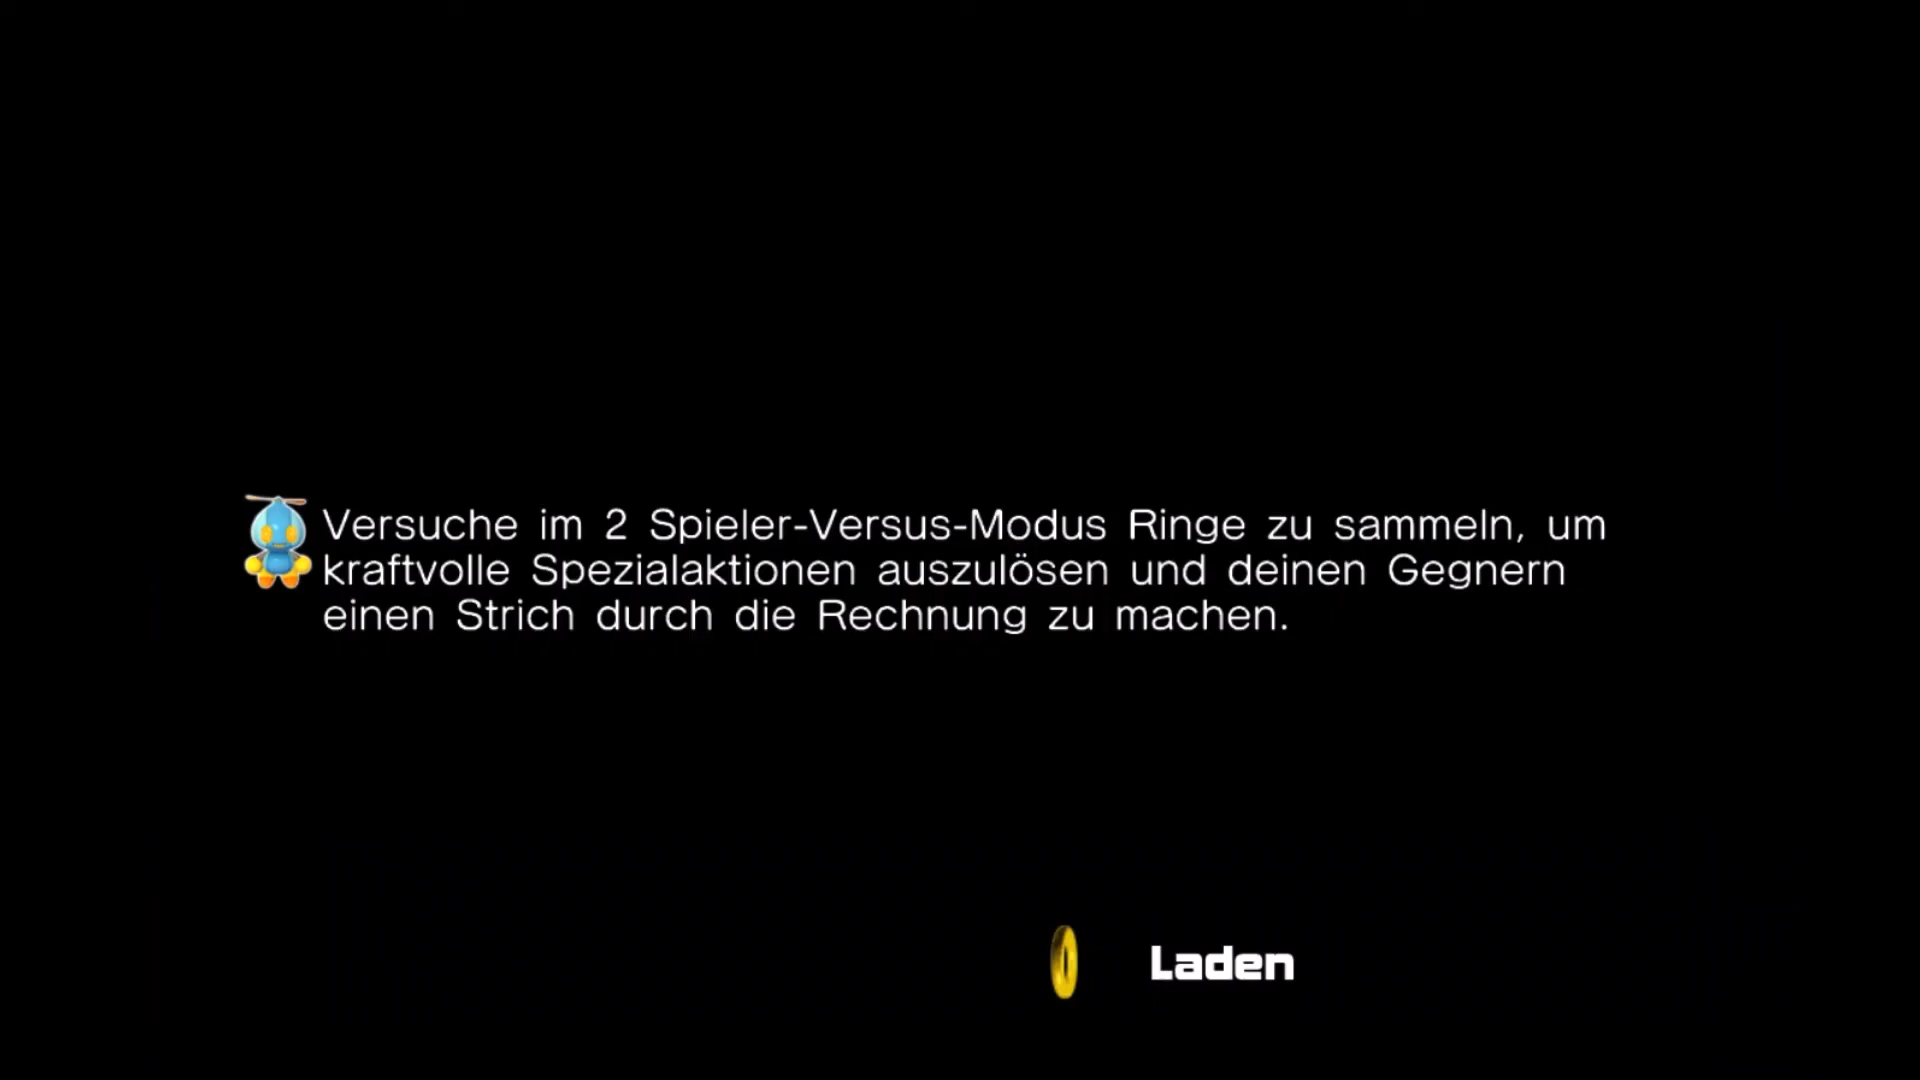 Versuche im 2 Spieler-Versus-Modus Ringe zu sammeln, um
kraftvolle Spezialaktionen auszulösen und deinen Gegnern
einen Strich durch die Rechnung zu machen.
Laden